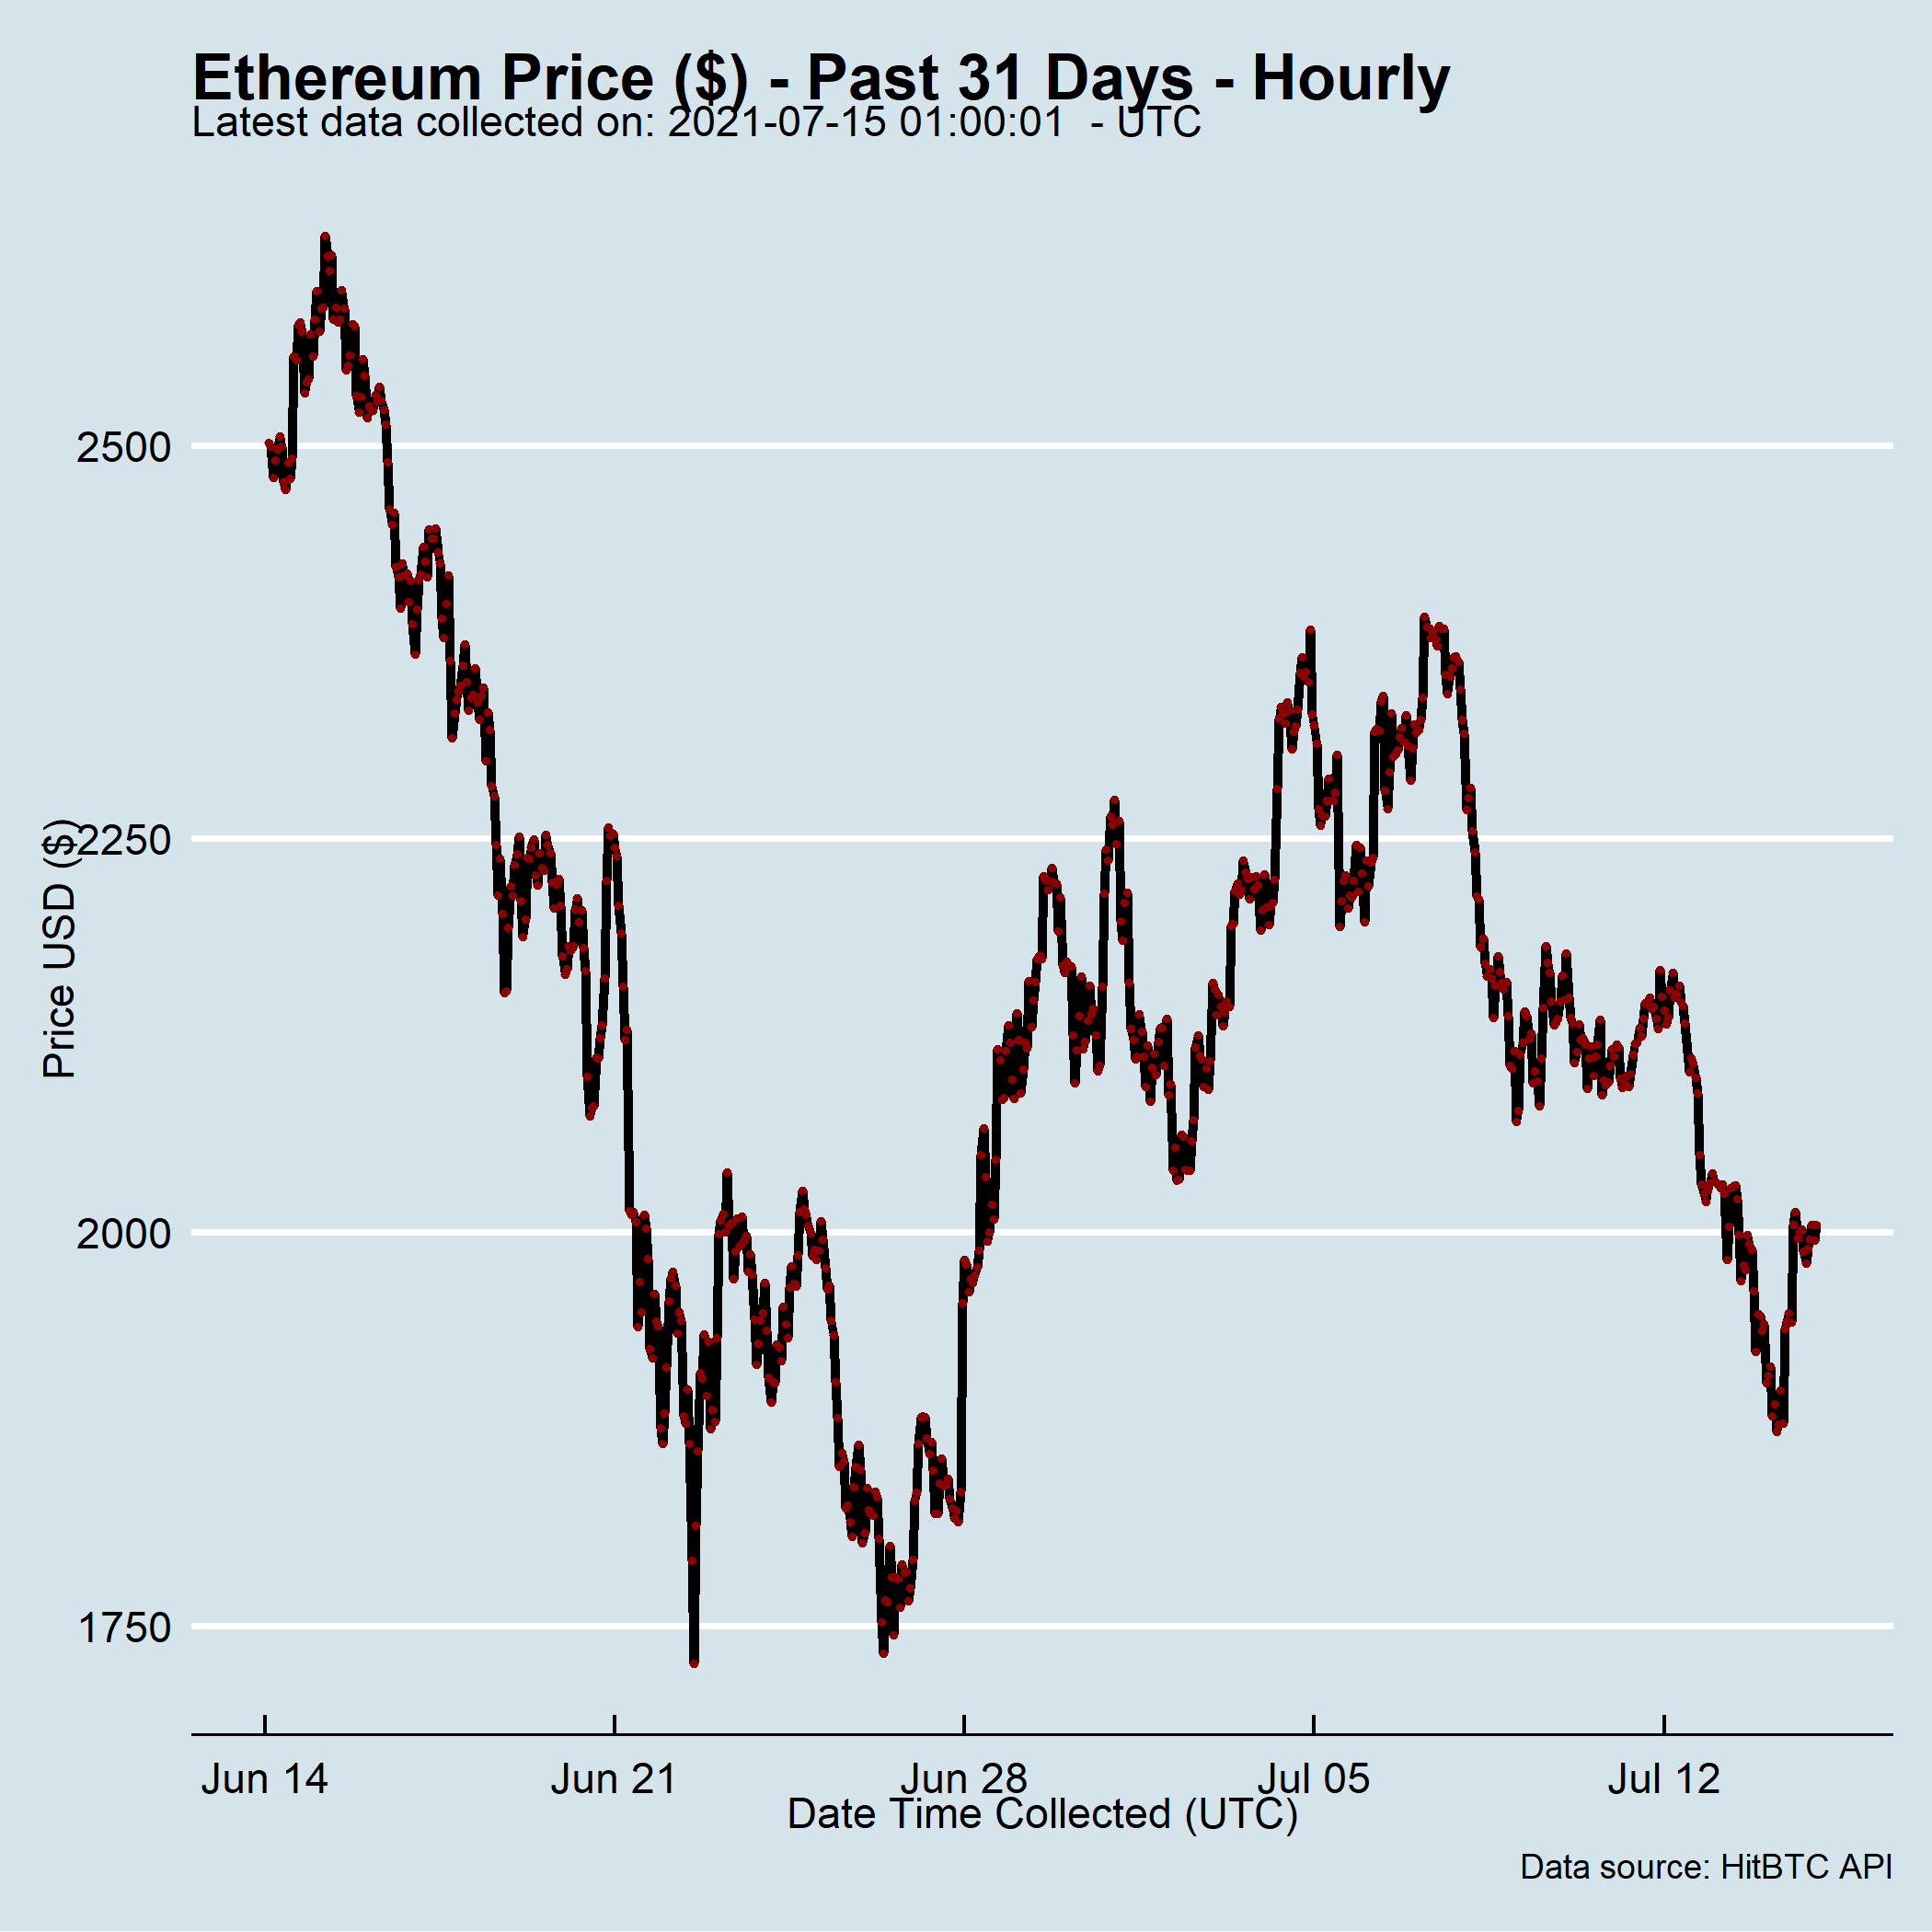 Ethereum Price ($) - Past 31 Days - Hourly
Latest data collected on: 2021-07-15 01:00:01  - UTC
2500
2250
2000
1750
Price USD ($)
Jun 14 Jun 21 Jun 28 Jul 05 Jul 12
Date Time Collected (UTC)
Data source: HitBTC API